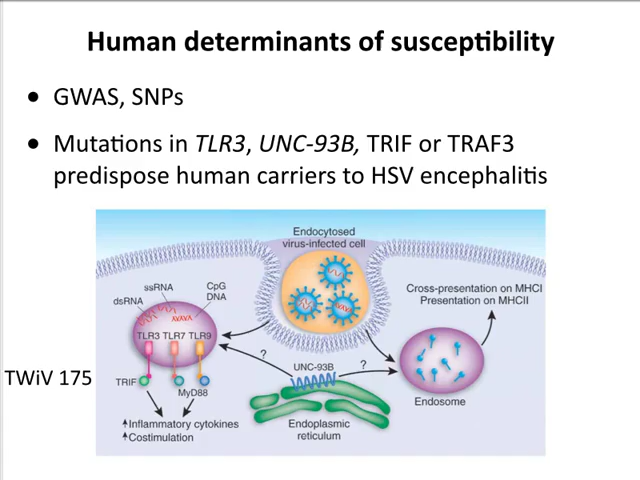 Human determinants of susceptibility
• GWAS, SNPs
• Mutations in TLR3, UNC-93B, TRIF or TRAF3
predispose human carriers to HSV encephalitis
Endocytosed
virus-infected cell
ssRNA
CpG
DNA
dsRNA
TLR3 TLR7 TLR9
Cross-presentation on MHCI
Presentation on MHCII
?
UNC-93B
?
TWiV 175
TRIF
MyD88
Endosome
Inflammatory cytokines
Costimulation
Endoplasmic
reticulum